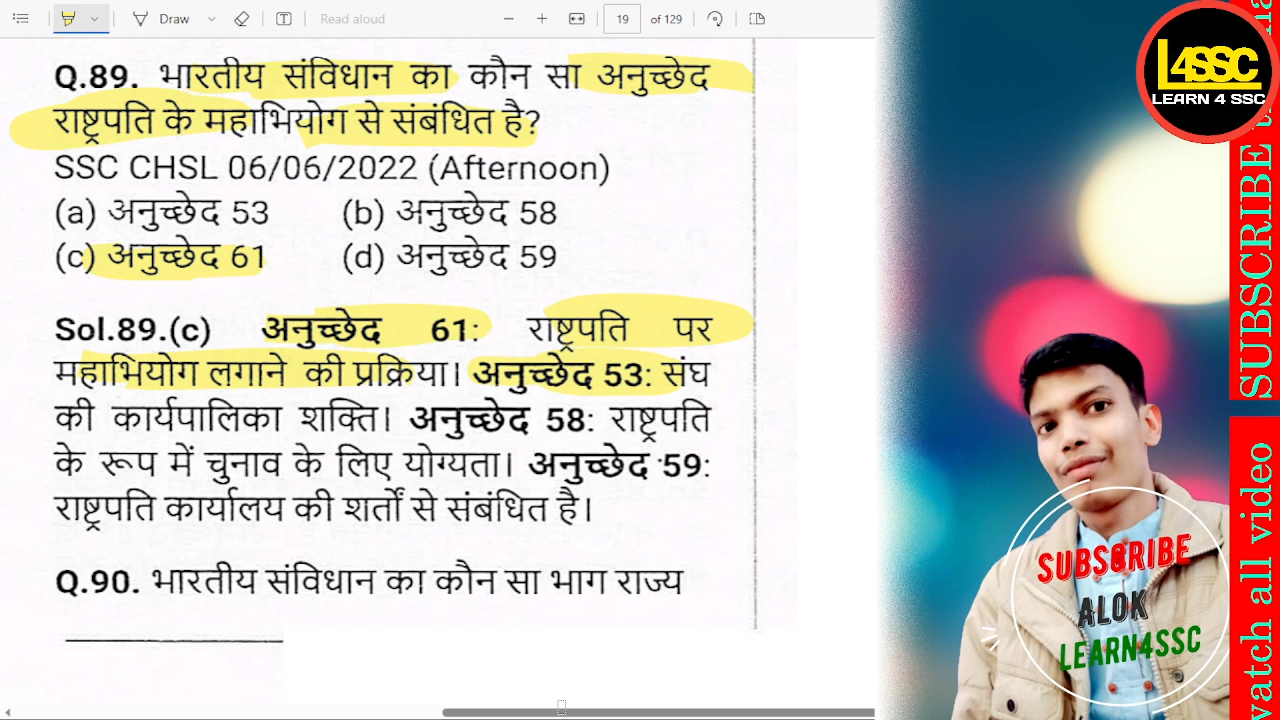 Draw
Read aloud
19 of 129
Q.89. भारतीय संविधान का कौन सा अनुच्छेद
राष्ट्रपति के महाभियोग से संबंधित है?
SSC CHSL 06/06/2022 (Afternoon)
(a) अनुच्छेद 53 (b) अनुच्छेद 58
(c) अनुच्छेद 61 (d) अनुच्छेद 59
Sol.89.(c) अनुच्छेद 61: राष्ट्रपति पर
महाभियोग लगाने की प्रक्रिया। अनुच्छेद 53: संघ
की कार्यपालिका शक्ति। अनुच्छेद 58: राष्ट्रपति
के रूप में चुनाव के लिए योग्यता। अनुच्छेद 59:
राष्ट्रपति कार्यालय की शर्तों से संबंधित है।
Q.90. भारतीय संविधान का कौन सा भाग राज्य
L4SSC
LEARN 4 SSC
SUBSCRIBE
ALOK
LEARN4SSC
SUBSCRIBE
watch all video